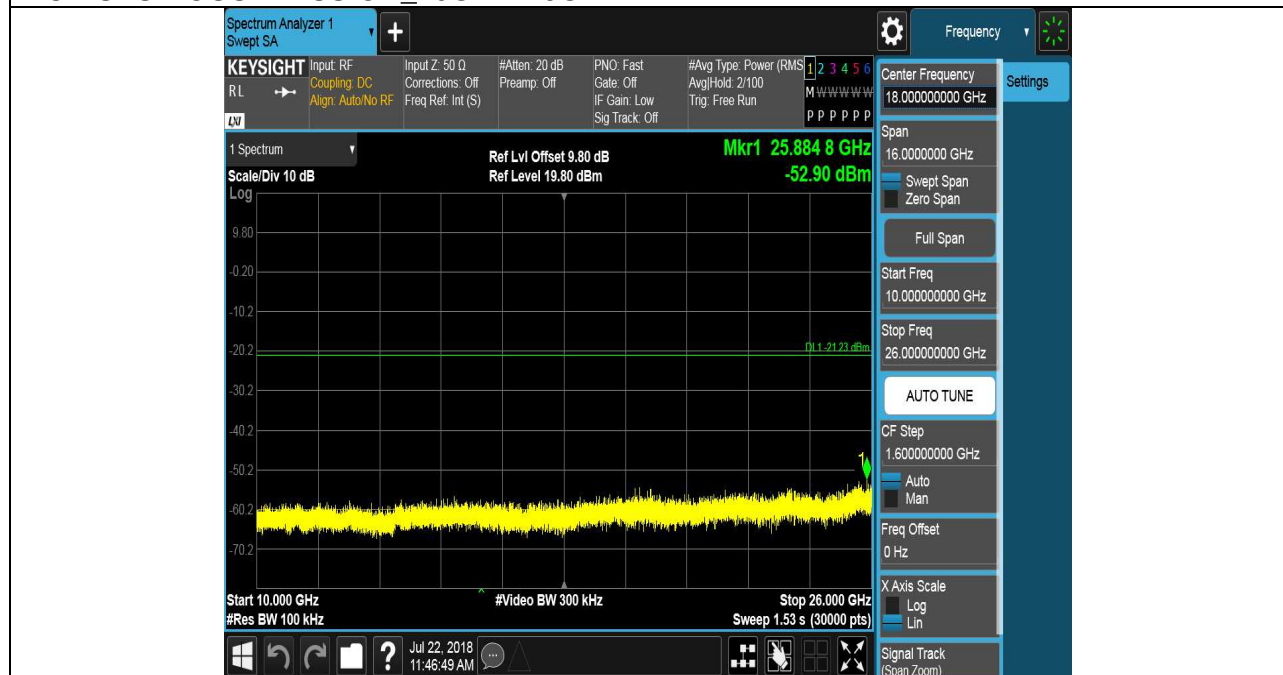 Spectrum Analyzer 1
Swept SA
+
Frequency
KEYSIGHT
RL
LXI
Input: RF
Coupling: DC
Align: Auto/No RF
Input Z: 50 Ω
Corrections: Off
Freq Ref: Int (S)
#Atten: 20 dB
Preamp: Off
PNO: Fast
Gate: Off
IF Gain: Low
Sig Track: Off
#Avg Type: Power (RMS
Avg|Hold: 2/100
Trig: Free Run
1 2 3 4 5 6
M W W W W W
P P P P P P
1 Spectrum
Scale/Div 10 dB
Ref Lvl Offset 9.80 dB
Ref Level 19.80 dBm
Mkr1 25.884 8 GHz
-52.90 dBm
Log
9.80
-0.20
-10.2
-20.2
DL1 -21.23 dBm
-30.2
-40.2
1
-50.2
-60.2
-70.2
Start 10.000 GHz
#Video BW 300 kHz
Stop 26.000 GHz
#Res BW 100 kHz
Sweep 1.53 s (30000 pts)
?
Jul 22, 2018
11:46:49 AM
Center Frequency
18.000000000 GHz
Settings
Span
16.0000000 GHz
Swept Span
Zero Span
Full Span
Start Freq
10.000000000 GHz
Stop Freq
26.000000000 GHz
AUTO TUNE
CF Step
1.600000000 GHz
Auto
Man
Freq Offset
0 Hz
X Axis Scale
Log
Lin
Signal Track
(Span Zoom)